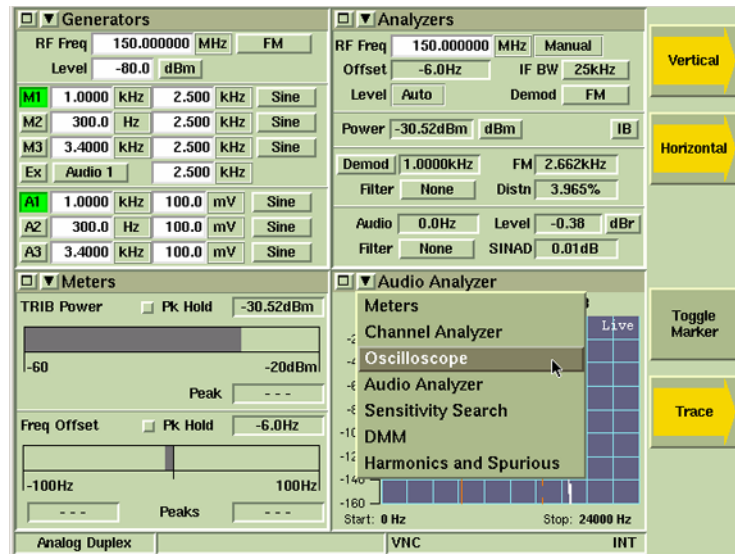 Generators
RF Freq 150.000000 MHz FM
Level -80.0 dBm
M1 1.0000 kHz 2.500 kHz Sine
M2 300.0 Hz 2.500 kHz Sine
M3 3.4000 kHz 2.500 kHz Sine
Ex Audio 1 2.500 kHz
A1 1.0000 kHz 100.0 mV Sine
A2 300.0 Hz 100.0 mV Sine
A3 3.4000 kHz 100.0 mV Sine
Analyzers
RF Freq 150.000000 MHz Manual
Offset -6.0Hz IF BW 25kHz
Level Auto Demod FM
Power -30.52dBm dBm IB
Demod 1.0000kHz FM 2.662kHz
Filter None Distn 3.965%
Audio 0.0Hz Level -0.38 dBr
Filter None SINAD 0.01dB
Meters
TRIB Power Pk Hold -30.52dBm
-60 -20dBm
Peak - - -
Freq Offset Pk Hold -6.0Hz
-100Hz 100Hz
- - - Peaks - - -
Audio Analyzer
Meters
Channel Analyzer
Oscilloscope
Audio Analyzer
Sensitivity Search
DMM
Harmonics and Spurious
Live
-140
-160
Start: 0 Hz Stop: 24000 Hz
Vertical
Horizontal
Toggle
Marker
Trace
Analog Duplex VNC INT